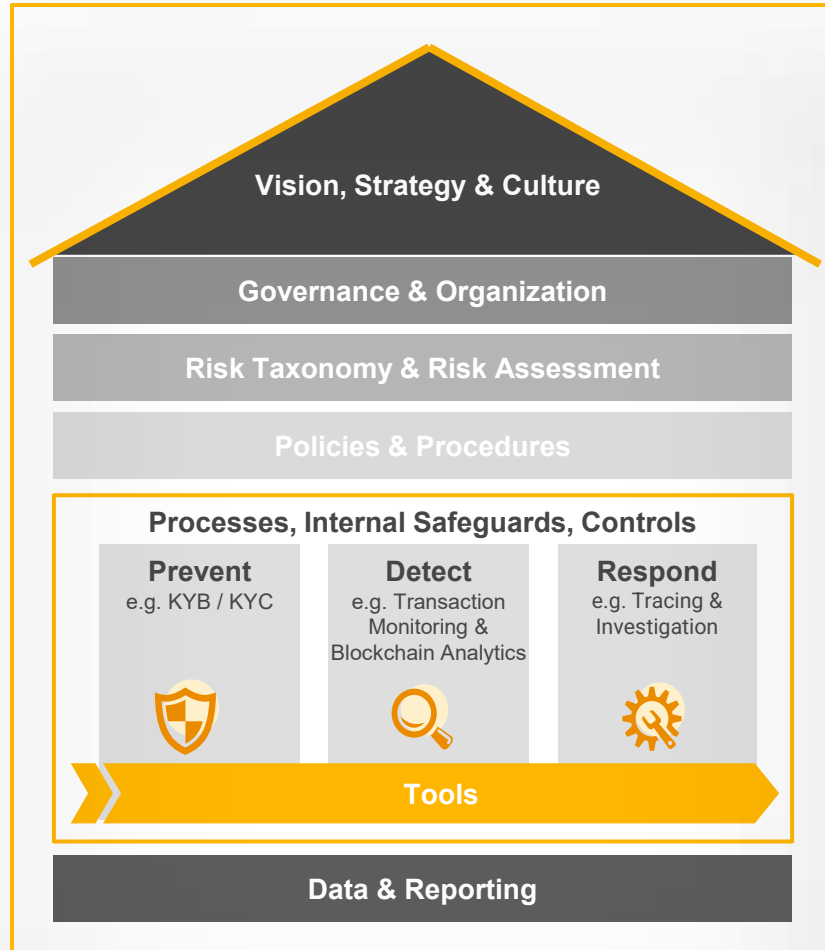 Vision, Strategy & Culture
Governance & Organization
Risk Taxonomy & Risk Assessment
Policies & Procedures
Processes, Internal Safeguards, Controls
Prevent
e.g. KYB / KYC
Detect
e.g. Transaction
Monitoring &
Blockchain Analytics
Respond
e.g. Tracing &
Investigation
Tools
Data & Reporting